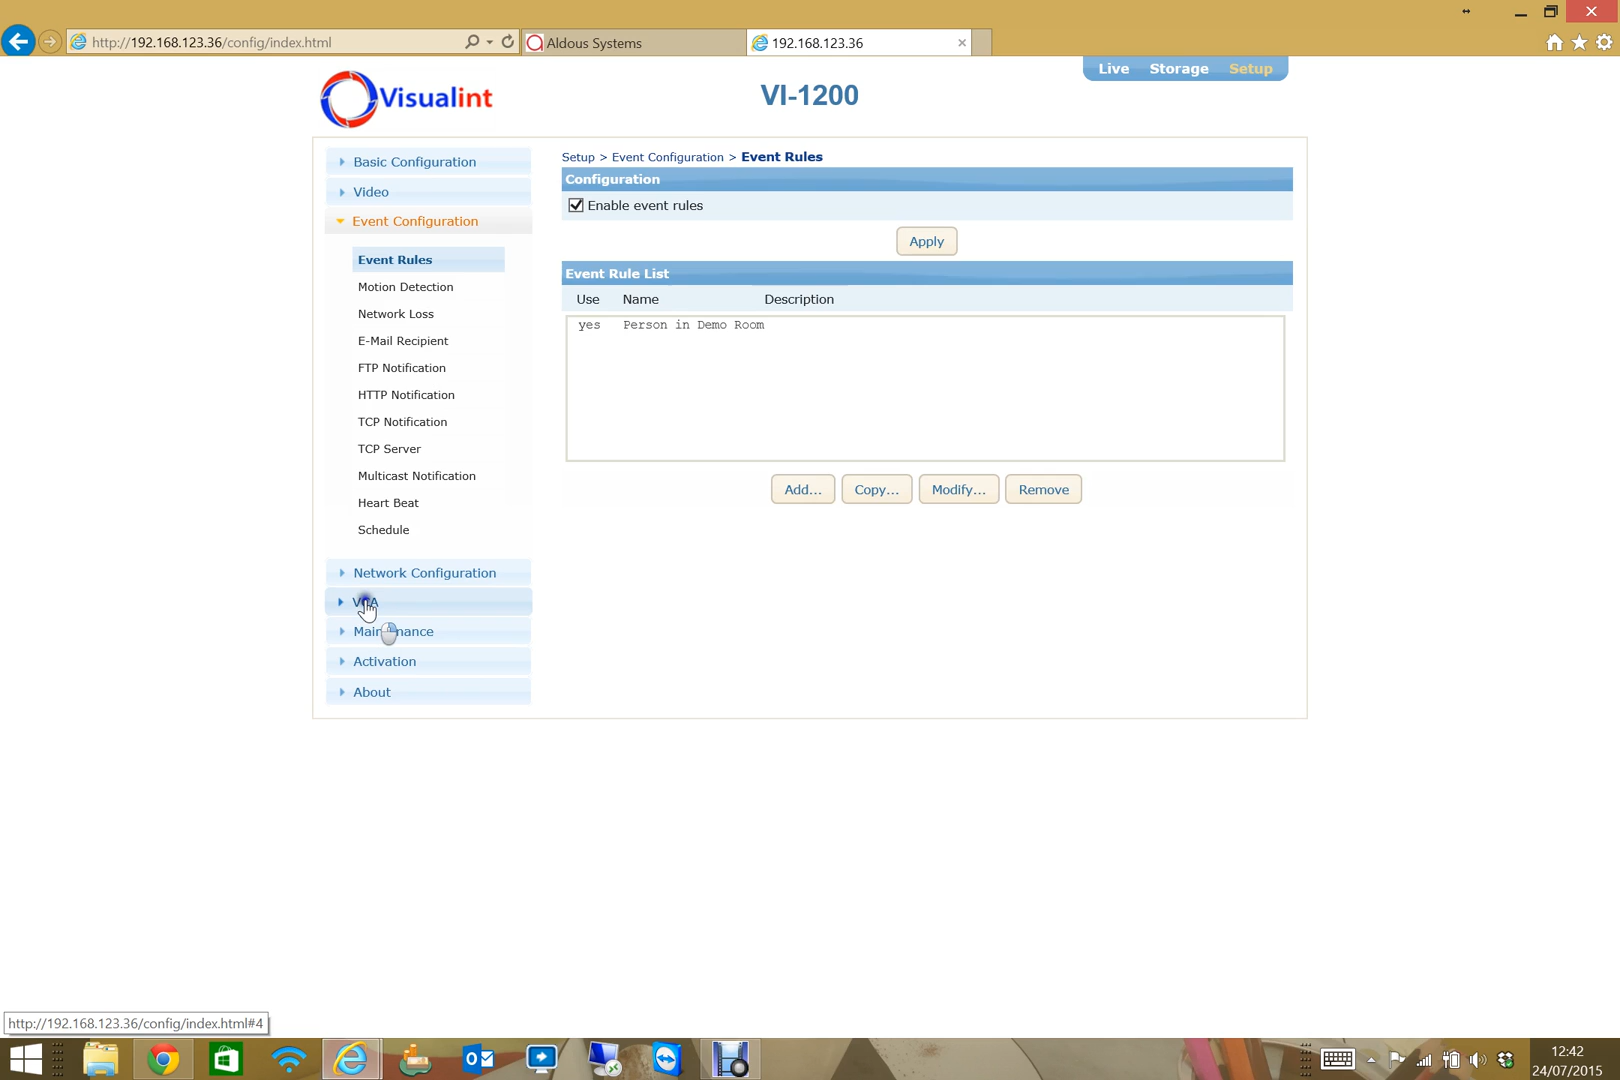 http://192.168.123.36/config/index.html
Aldous Systems
192.168.123.36
Live Storage Setup
Visualint
VI-1200
Basic Configuration
Video
Event Configuration
Event Rules
Motion Detection
Network Loss
E-Mail Recipient
FTP Notification
HTTP Notification
TCP Notification
TCP Server
Multicast Notification
Heart Beat
Schedule
Network Configuration
VCA
Activation
About
Setup > Event Configuration > Event Rules
Configuration
Enable event rules
Apply
Event Rule List
Use Name Description
yes Person in Demo Room
Add... Copy... Modify... Remove
http://192.168.123.36/config/index.html#4
12:42
24/07/2015